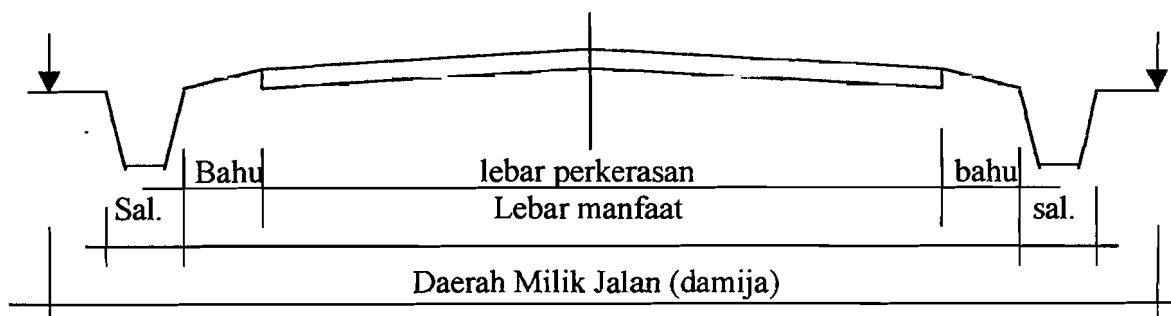 Bahu lebar perkerasan bahu
Sal. Lebar manfaat sal.
Daerah Milik Jalan (damija)